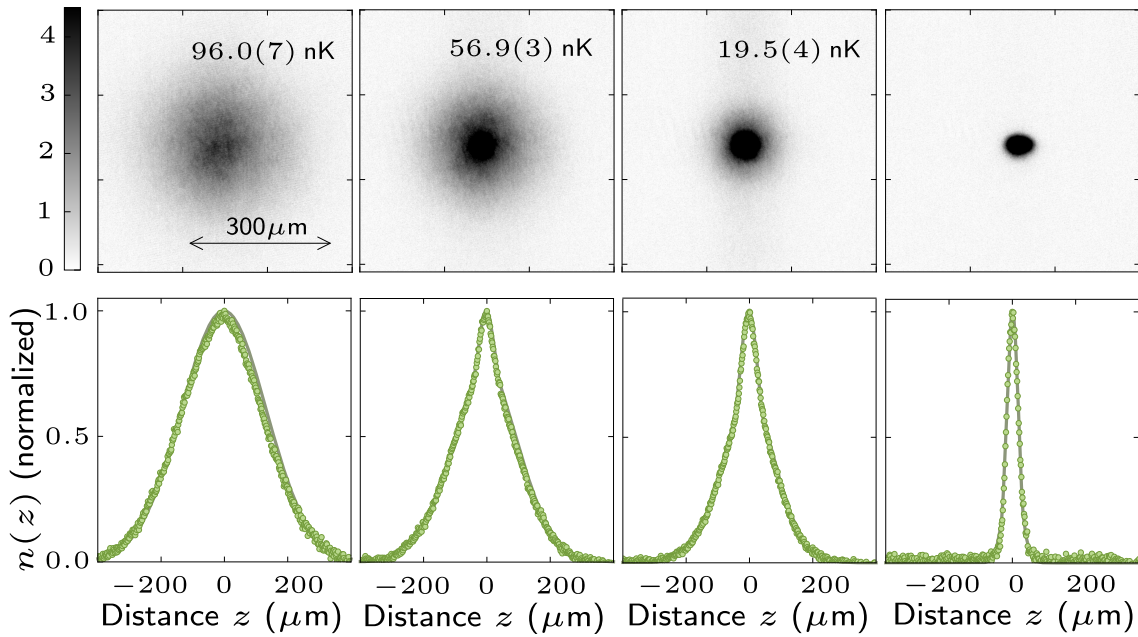 4
3
2
1
0
96.0(7) nK
56.9(3) nK
19.5(4) nK
300μm
n(z) (normalized)
1.0
0.5
0.0
−200 0 200
−200 0 200
−200 0 200
−200 0 200
Distance z (μm)
Distance z (μm)
Distance z (μm)
Distance z (μm)